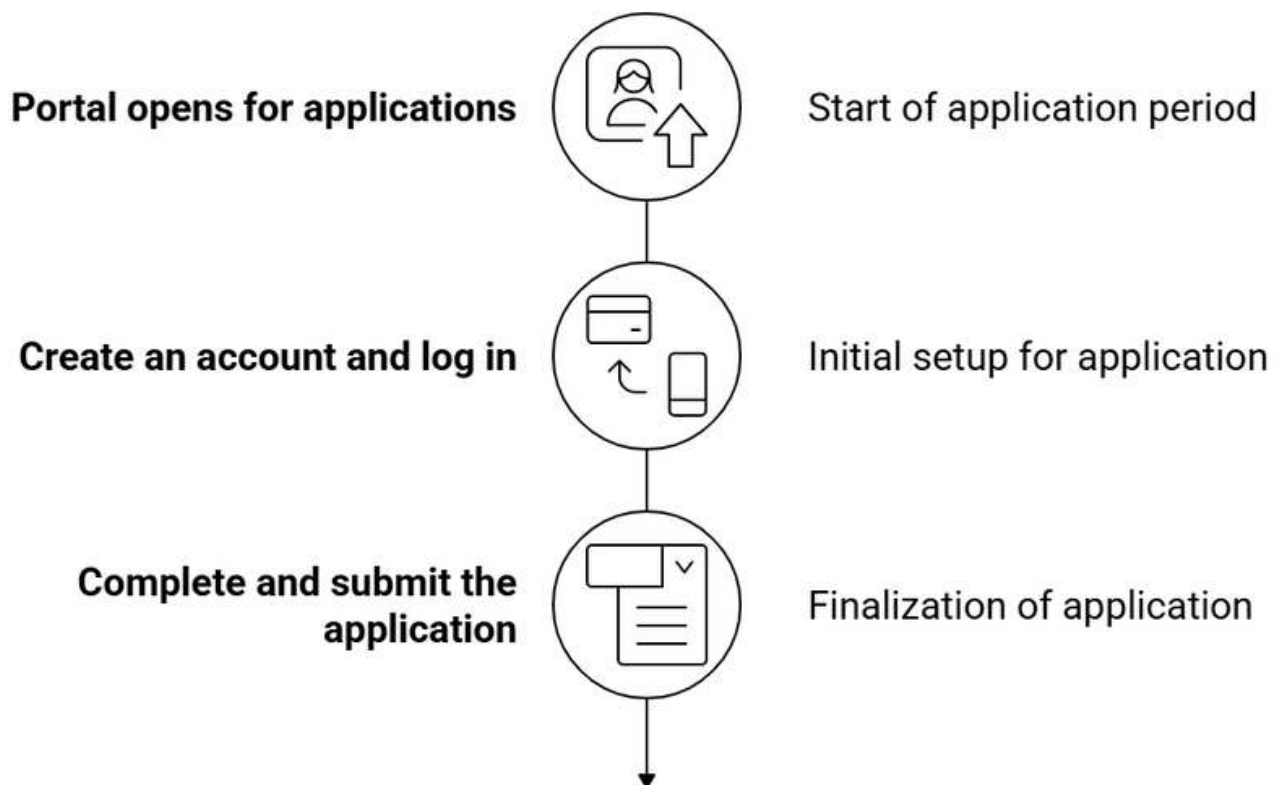 Portal opens for applications
Start of application period
Create an account and log in
Initial setup for application
Complete and submit the
application
Finalization of application